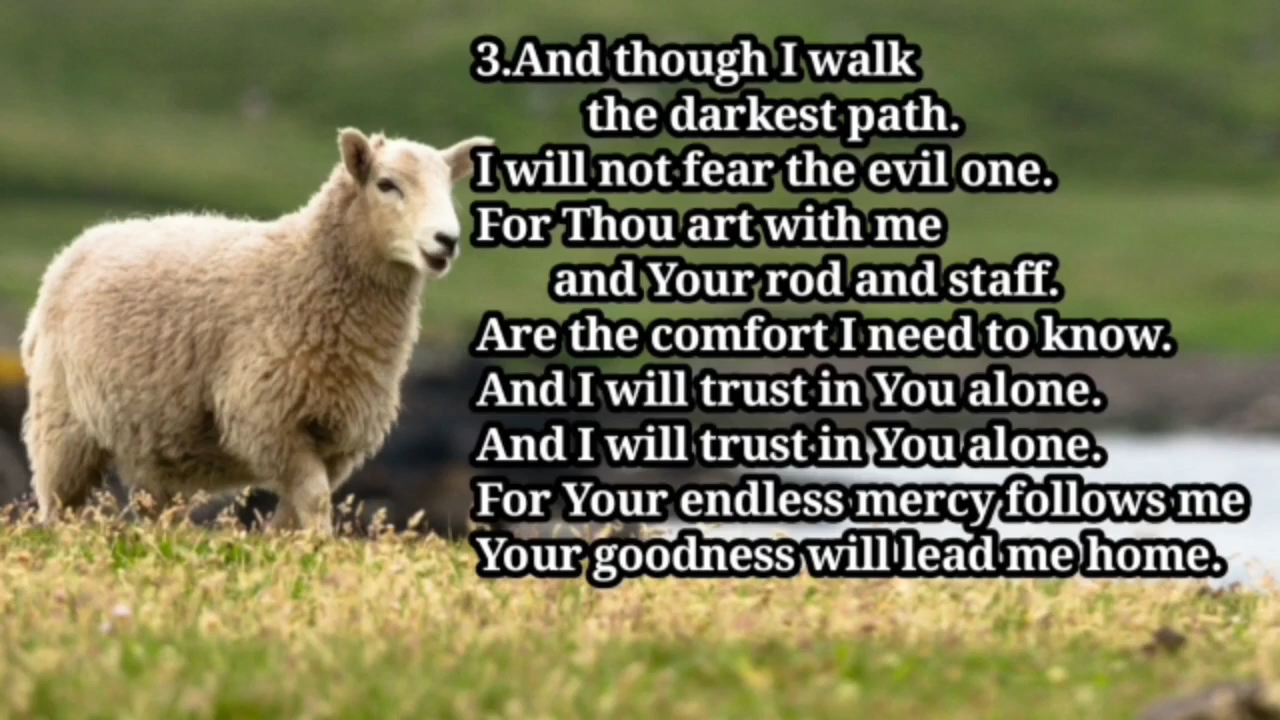 3.And though I walk
the darkest path.
I will not fear the evil one.
For Thou art with me
and Your rod and staff.
Are the comfort I need to know.
And I will trust in You alone.
And I will trust in You alone.
For Your endless mercy follows me
Your goodness will lead me home.